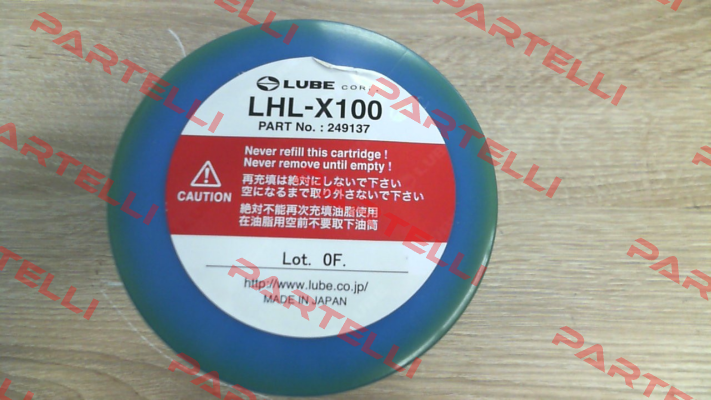 LUBE CORP.
LHL-X100
PART No. : 249137
Never refill this cartridge !
Never remove until empty !
CAUTION
再充填は絶対にしないで下さい
空になるまで取り外さないで下さい
絶対不能再次充填油脂使用
在油脂用空前不要取下油筒
Lot. 0F.
http://www.lube.co.jp/
MADE IN JAPAN
PARTELLI
PARTELLI
PARTELLI
PARTELLI
PARTELLI
PARTELLI
PARTELLI
PARTELLI